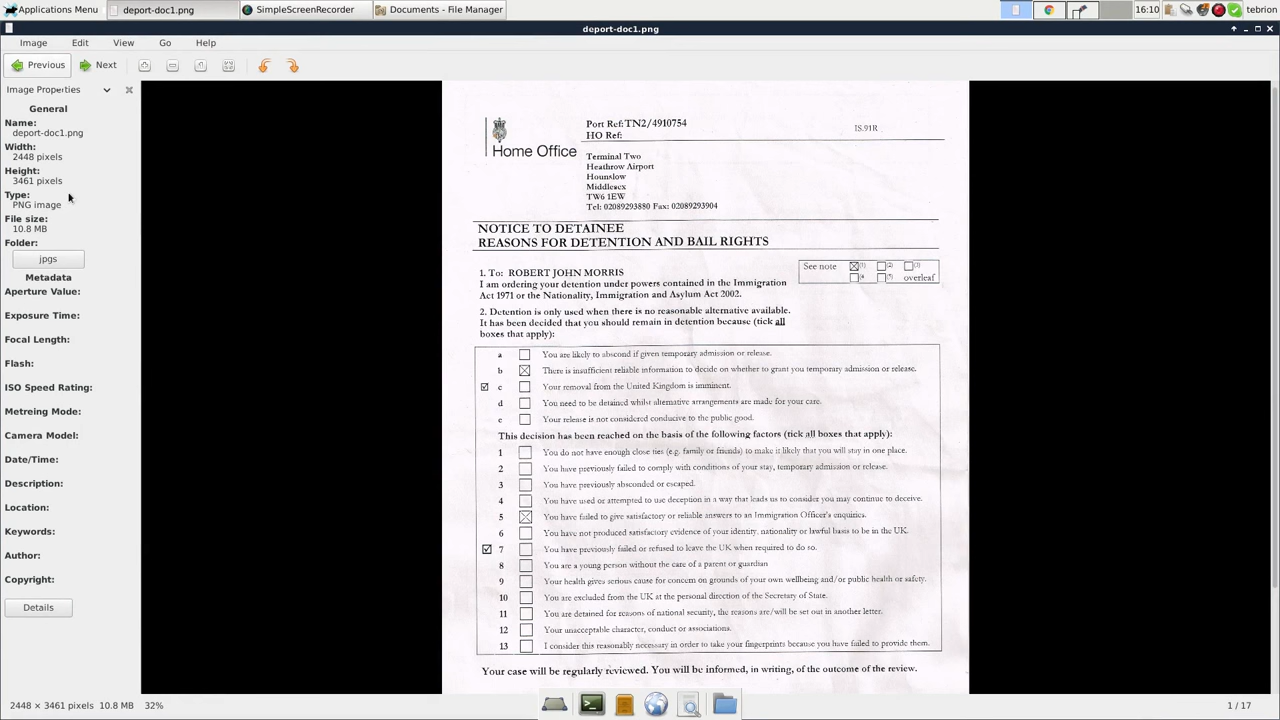 Applications Menu
deport-doc1.png
SimpleScreenRecorder
Documents - File Manager
16:10
tebrion
deport-doc1.png
Image
Edit
View
Go
Help
Previous
Next
Image Properties
General
Name:
deport-doc1.png
Width:
2448 pixels
Height:
3461 pixels
Type:
PNG image
File size:
10.8 MB
Folder:
jpgs
Metadata
Aperture Value:
Exposure Time:
Focal Length:
Flash:
ISO Speed Rating:
Metreing Mode:
Camera Model:
Date/Time:
Description:
Location:
Keywords:
Author:
Copyright:
Details
Home Office
Port Ref: TN2/4910754
HO Ref:
IS.91R
Terminal Two
Heathrow Airport
Hounslow
Middlesex
TW6 1EW
Tel: 02089293880 Fax: 02089293904
NOTICE TO DETAINEE
REASONS FOR DETENTION AND BAIL RIGHTS
See note (1) (2) (3)
(4 (5) overleaf
1. To: ROBERT JOHN MORRIS
I am ordering your detention under powers contained in the Immigration
Act 1971 or the Nationality, Immigration and Asylum Act 2002.
2. Detention is only used when there is no reasonable alternative available.
It has been decided that you should remain in detention because (tick all
boxes that apply):
a You are likely to abscond if given temporary admission or release.
b ☒ There is insufficient reliable information to decide on whether to grant you temporary admission or release.
☑ c Your removal from the United Kingdom is imminent.
d You need to be detained whilst alternative arrangements are made for your care.
e Your release is not considered conducive to the public good.
This decision has been reached on the basis of the following factors (tick all boxes that apply):
1 You do not have enough close ties (e.g. family or friends) to make it likely that you will stay in one place.
2 You have previously failed to comply with conditions of your stay, temporary admission or release.
3 You have previously absconded or escaped.
4 You have used or attempted to use deception in a way that leads us to consider you may continue to deceive.
5 ☒ You have failed to give satisfactory or reliable answers to an Immigration Officer's enquiries.
6 You have not produced satisfactory evidence of your identity, nationality or lawful basis to be in the UK.
☑ 7 You have previously failed or refused to leave the UK when required to do so.
8 You are a young person without the care of a parent or guardian
9 Your health gives serious cause for concern on grounds of your own wellbeing and/or public health or safety.
10 You are excluded from the UK at the personal direction of the Secretary of State.
11 You are detained for reasons of national security, the reasons are/will be set out in another letter.
12 Your unacceptable character, conduct or associations.
13 I consider this reasonably necessary in order to take your fingerprints because you have failed to provide them.
Your case will be regularly reviewed. You will be informed, in writing, of the outcome of the review.
2448 × 3461 pixels 10.8 MB 32%
1 / 17